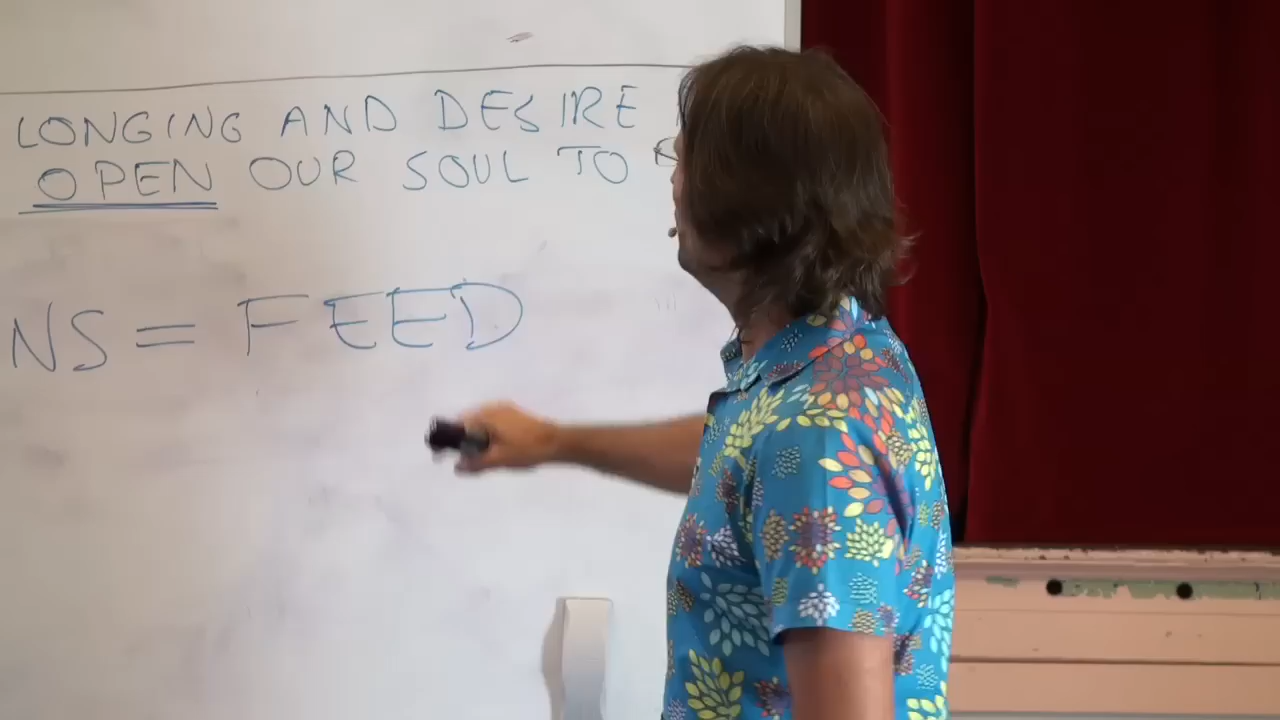 LONGING AND DESIRE
OPEN OUR SOUL TO
NS = FEED